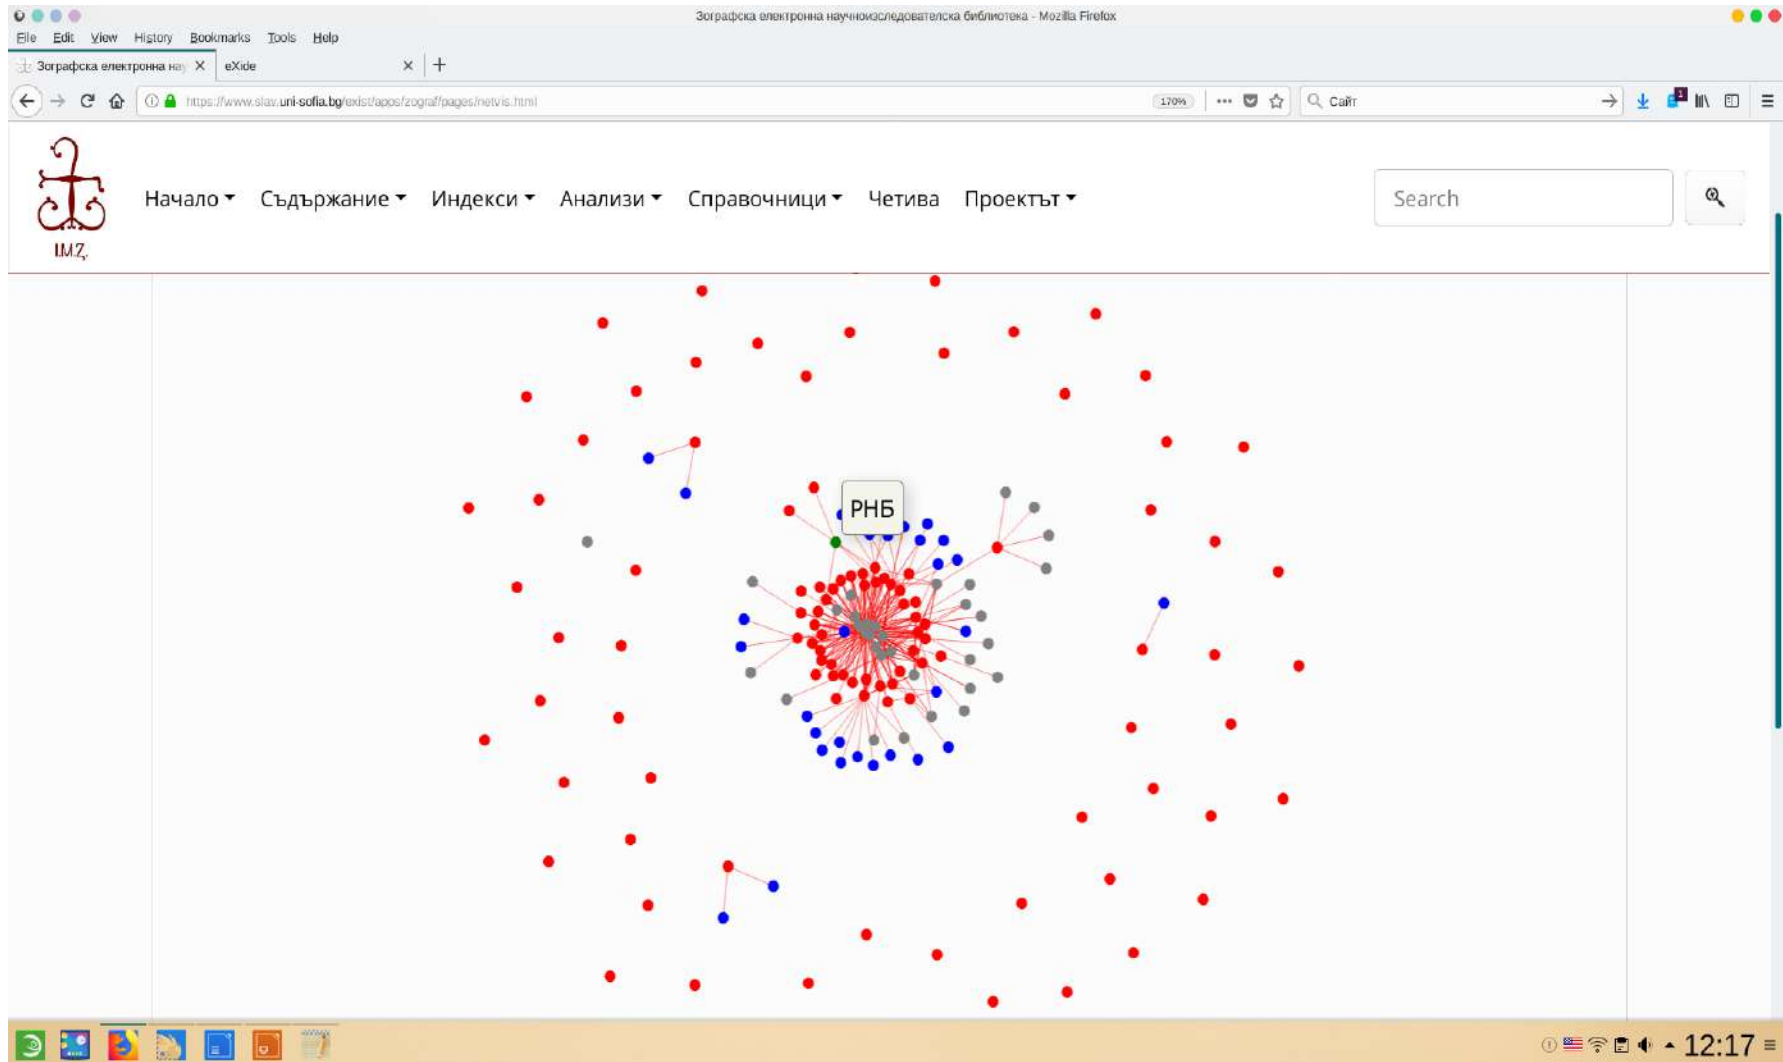 Зографска електронна научноизследователска библиотека - Mozilla Firefox
File Edit View History Bookmarks Tools Help
Зографска електронна нау
eXide
https://www.slav.uni-sofia.bg/exist/apps/zograf/pages/netvis.html
170%
Сайт
1
Начало Съдържание Индекси Анализи Справочници Четива Проектът
Search
I.M.Z.
РНБ
12:17